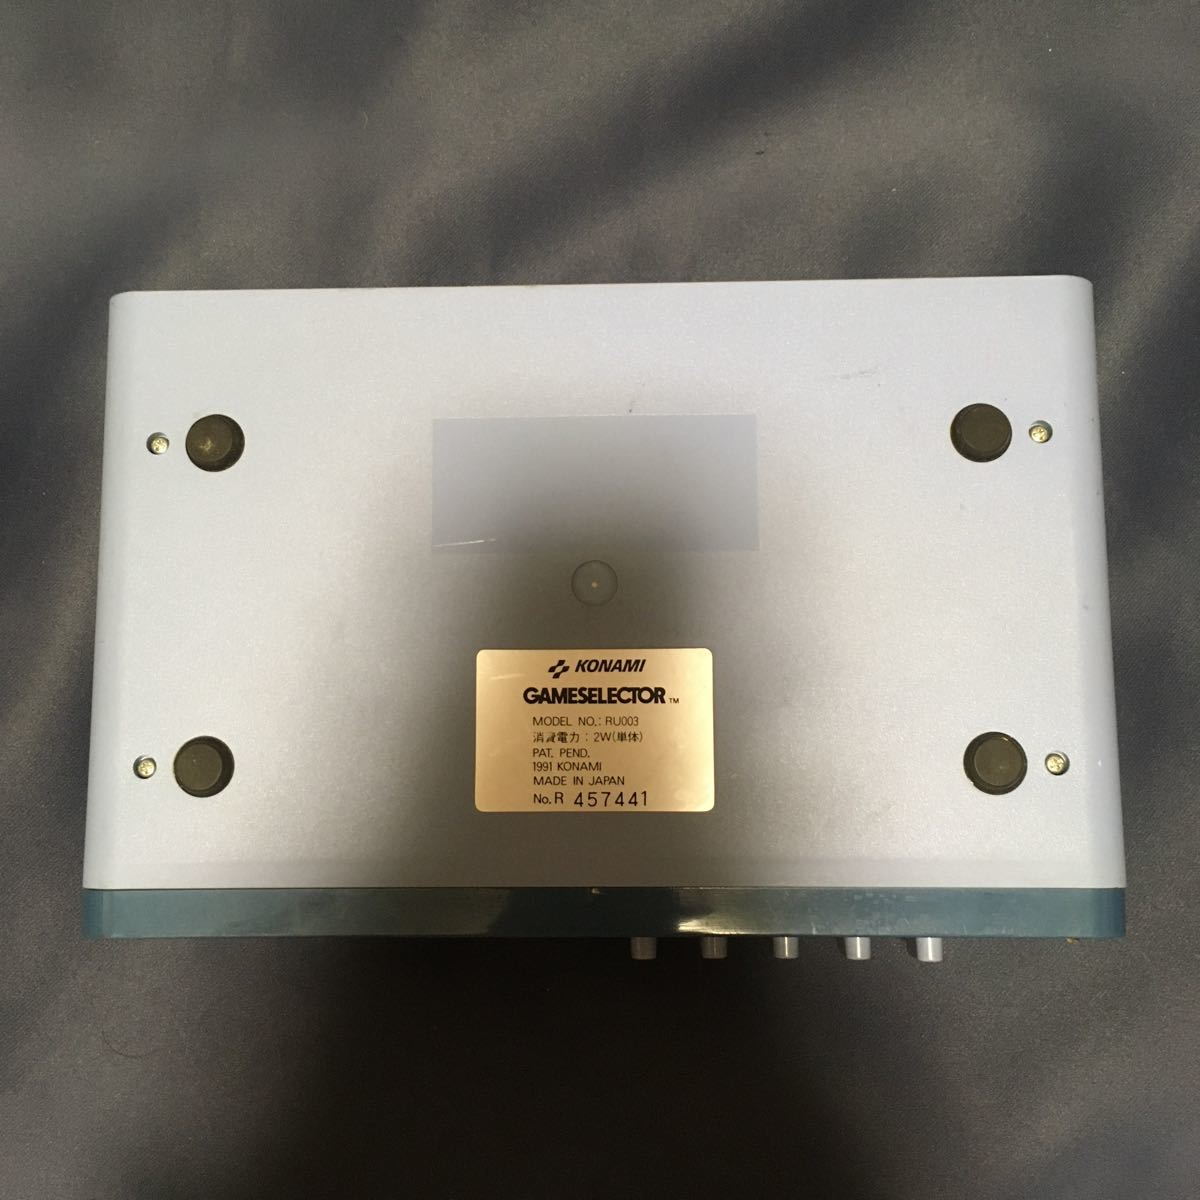 KONAMI
GAMESELECTOR™
MODEL NO.: RU003
消費電力 : 2W(単体)
PAT. PEND.
1991 KONAMI
MADE IN JAPAN
No. R 457441